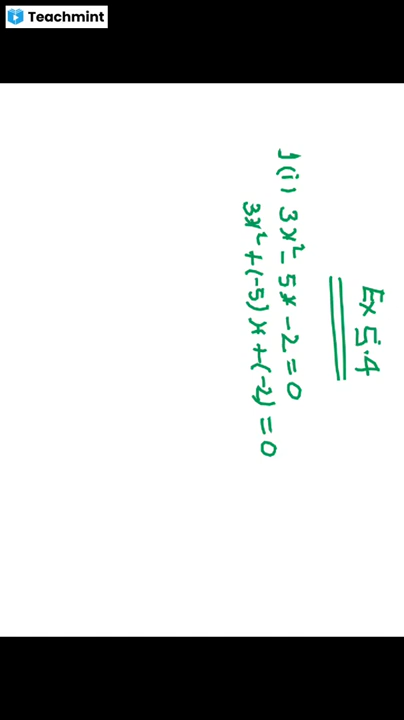 Teachmint
Ex 5.4
1(i) 3x² - 5x - 2 = 0
3x² + (-5)x + (-2) = 0